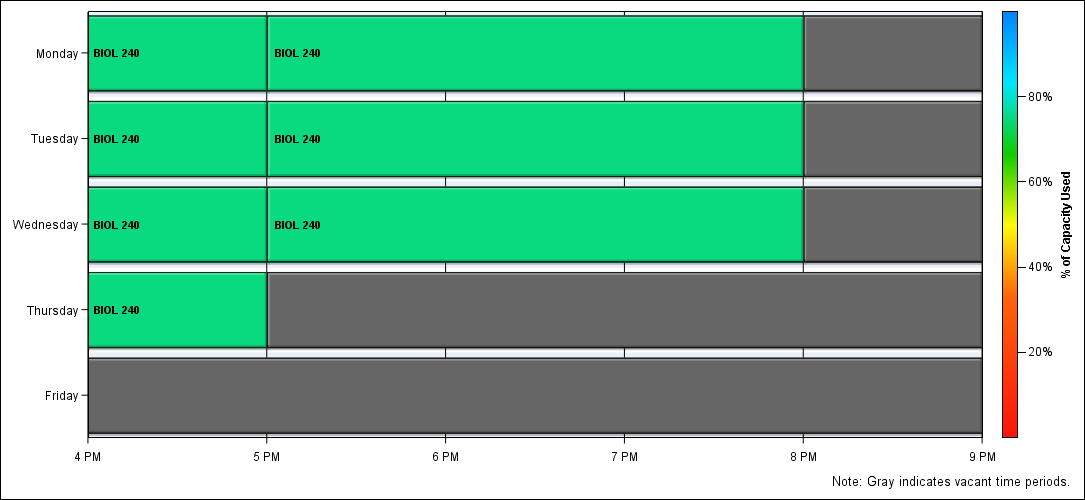 Monday BIOL 240 BIOL 240
80%
Tuesday BIOL 240 BIOL 240
60%
Wednesday BIOL 240 BIOL 240
% of Capacity Used
40%
Thursday BIOL 240
20%
Friday
4 PM 5 PM 6 PM 7 PM 8 PM 9 PM
Note: Gray indicates vacant time periods.